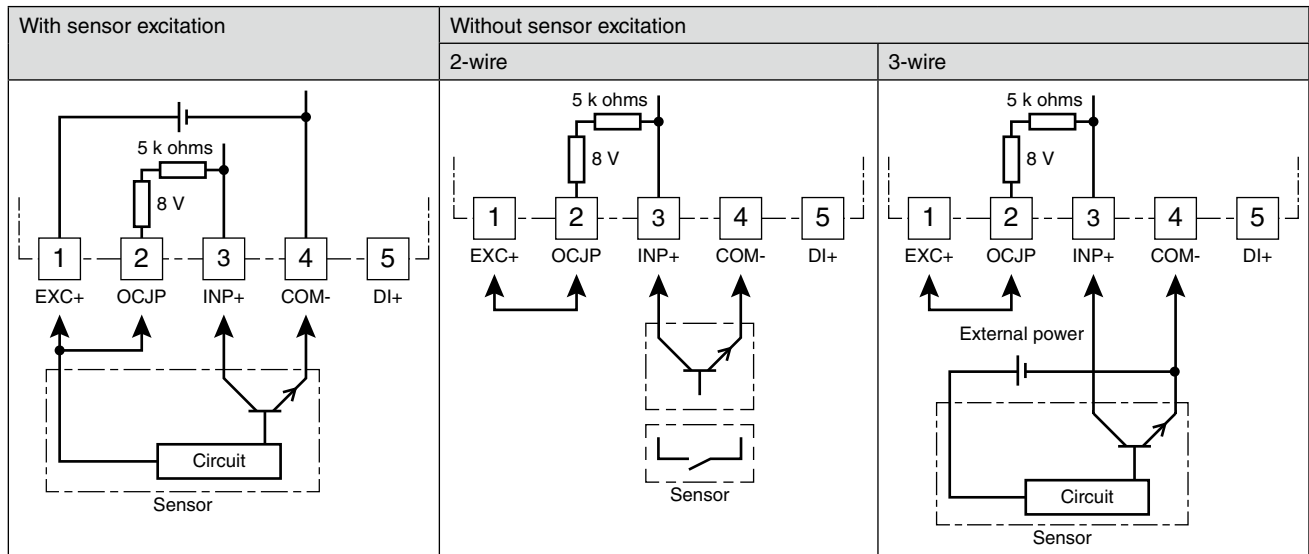 With sensor excitation
Without sensor excitation
2-wire
3-wire
5 k ohms
8 V
1 2 3 4 5
EXC+ OCJP INP+ COM- DI+
Circuit
Sensor
5 k ohms
8 V
1 2 3 4 5
EXC+ OCJP INP+ COM- DI+
Sensor
5 k ohms
8 V
1 2 3 4 5
EXC+ OCJP INP+ COM- DI+
External power
Circuit
Sensor